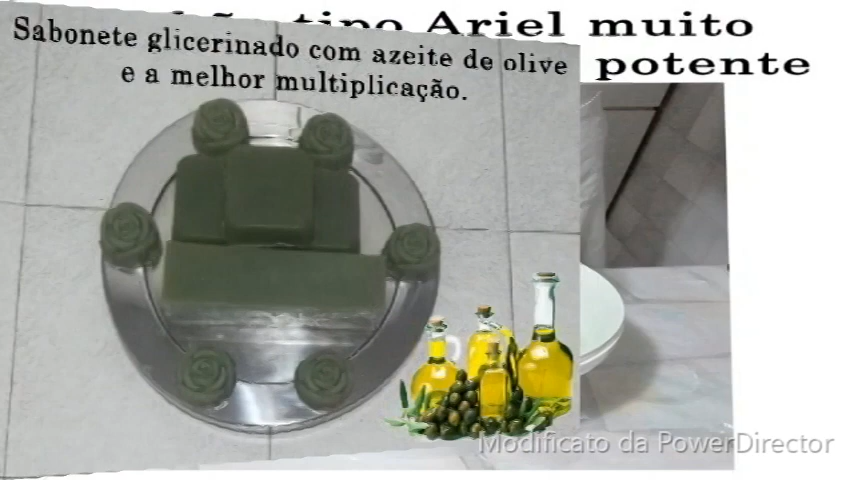 tipo Ariel muito
potente
Sabonete glicerinado com azeite de olive
e a melhor multiplicação.
Modificato da PowerDirector